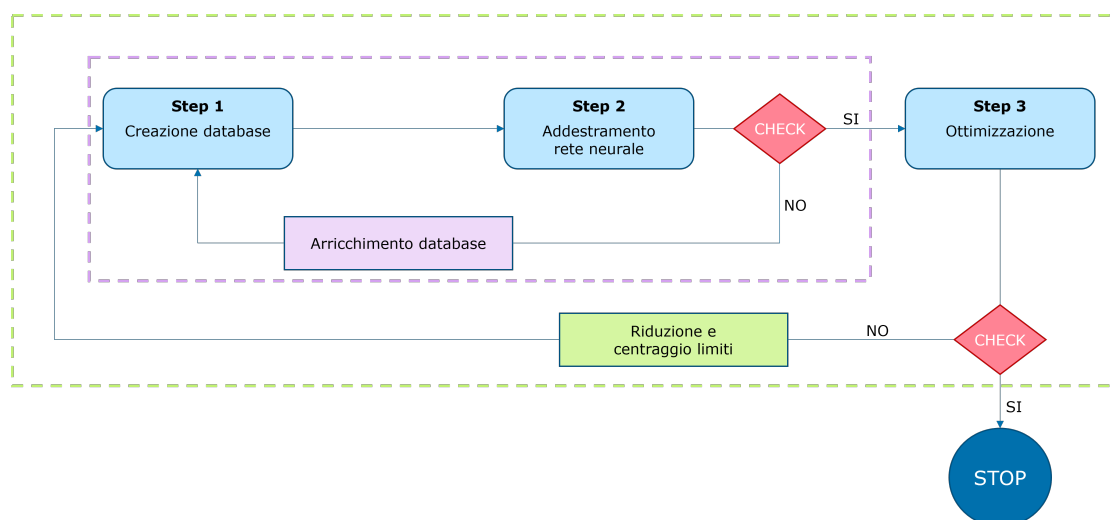 Step 1
Creazione database
Step 2
Addestramento
rete neurale
CHECK
SI
Step 3
Ottimizzazione
NO
Arricchimento database
Riduzione e
centraggio limiti
NO
CHECK
SI
STOP